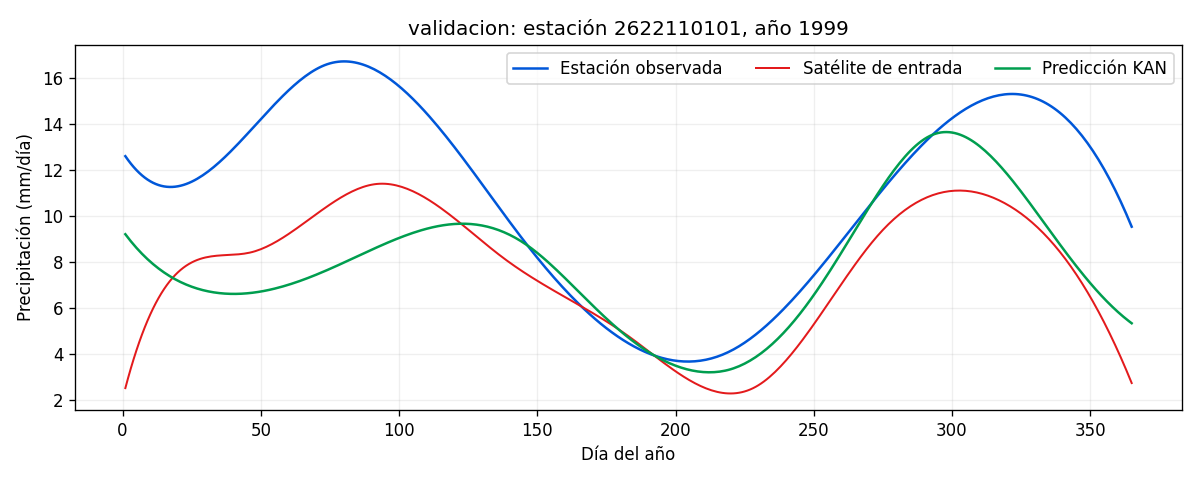 validacion: estación 2622110101, año 1999
Estación observada
Satélite de entrada
Predicción KAN
Precipitación (mm/día)
16
14
12
10
8
6
4
2
0
50
100
150
200
250
300
350
Día del año